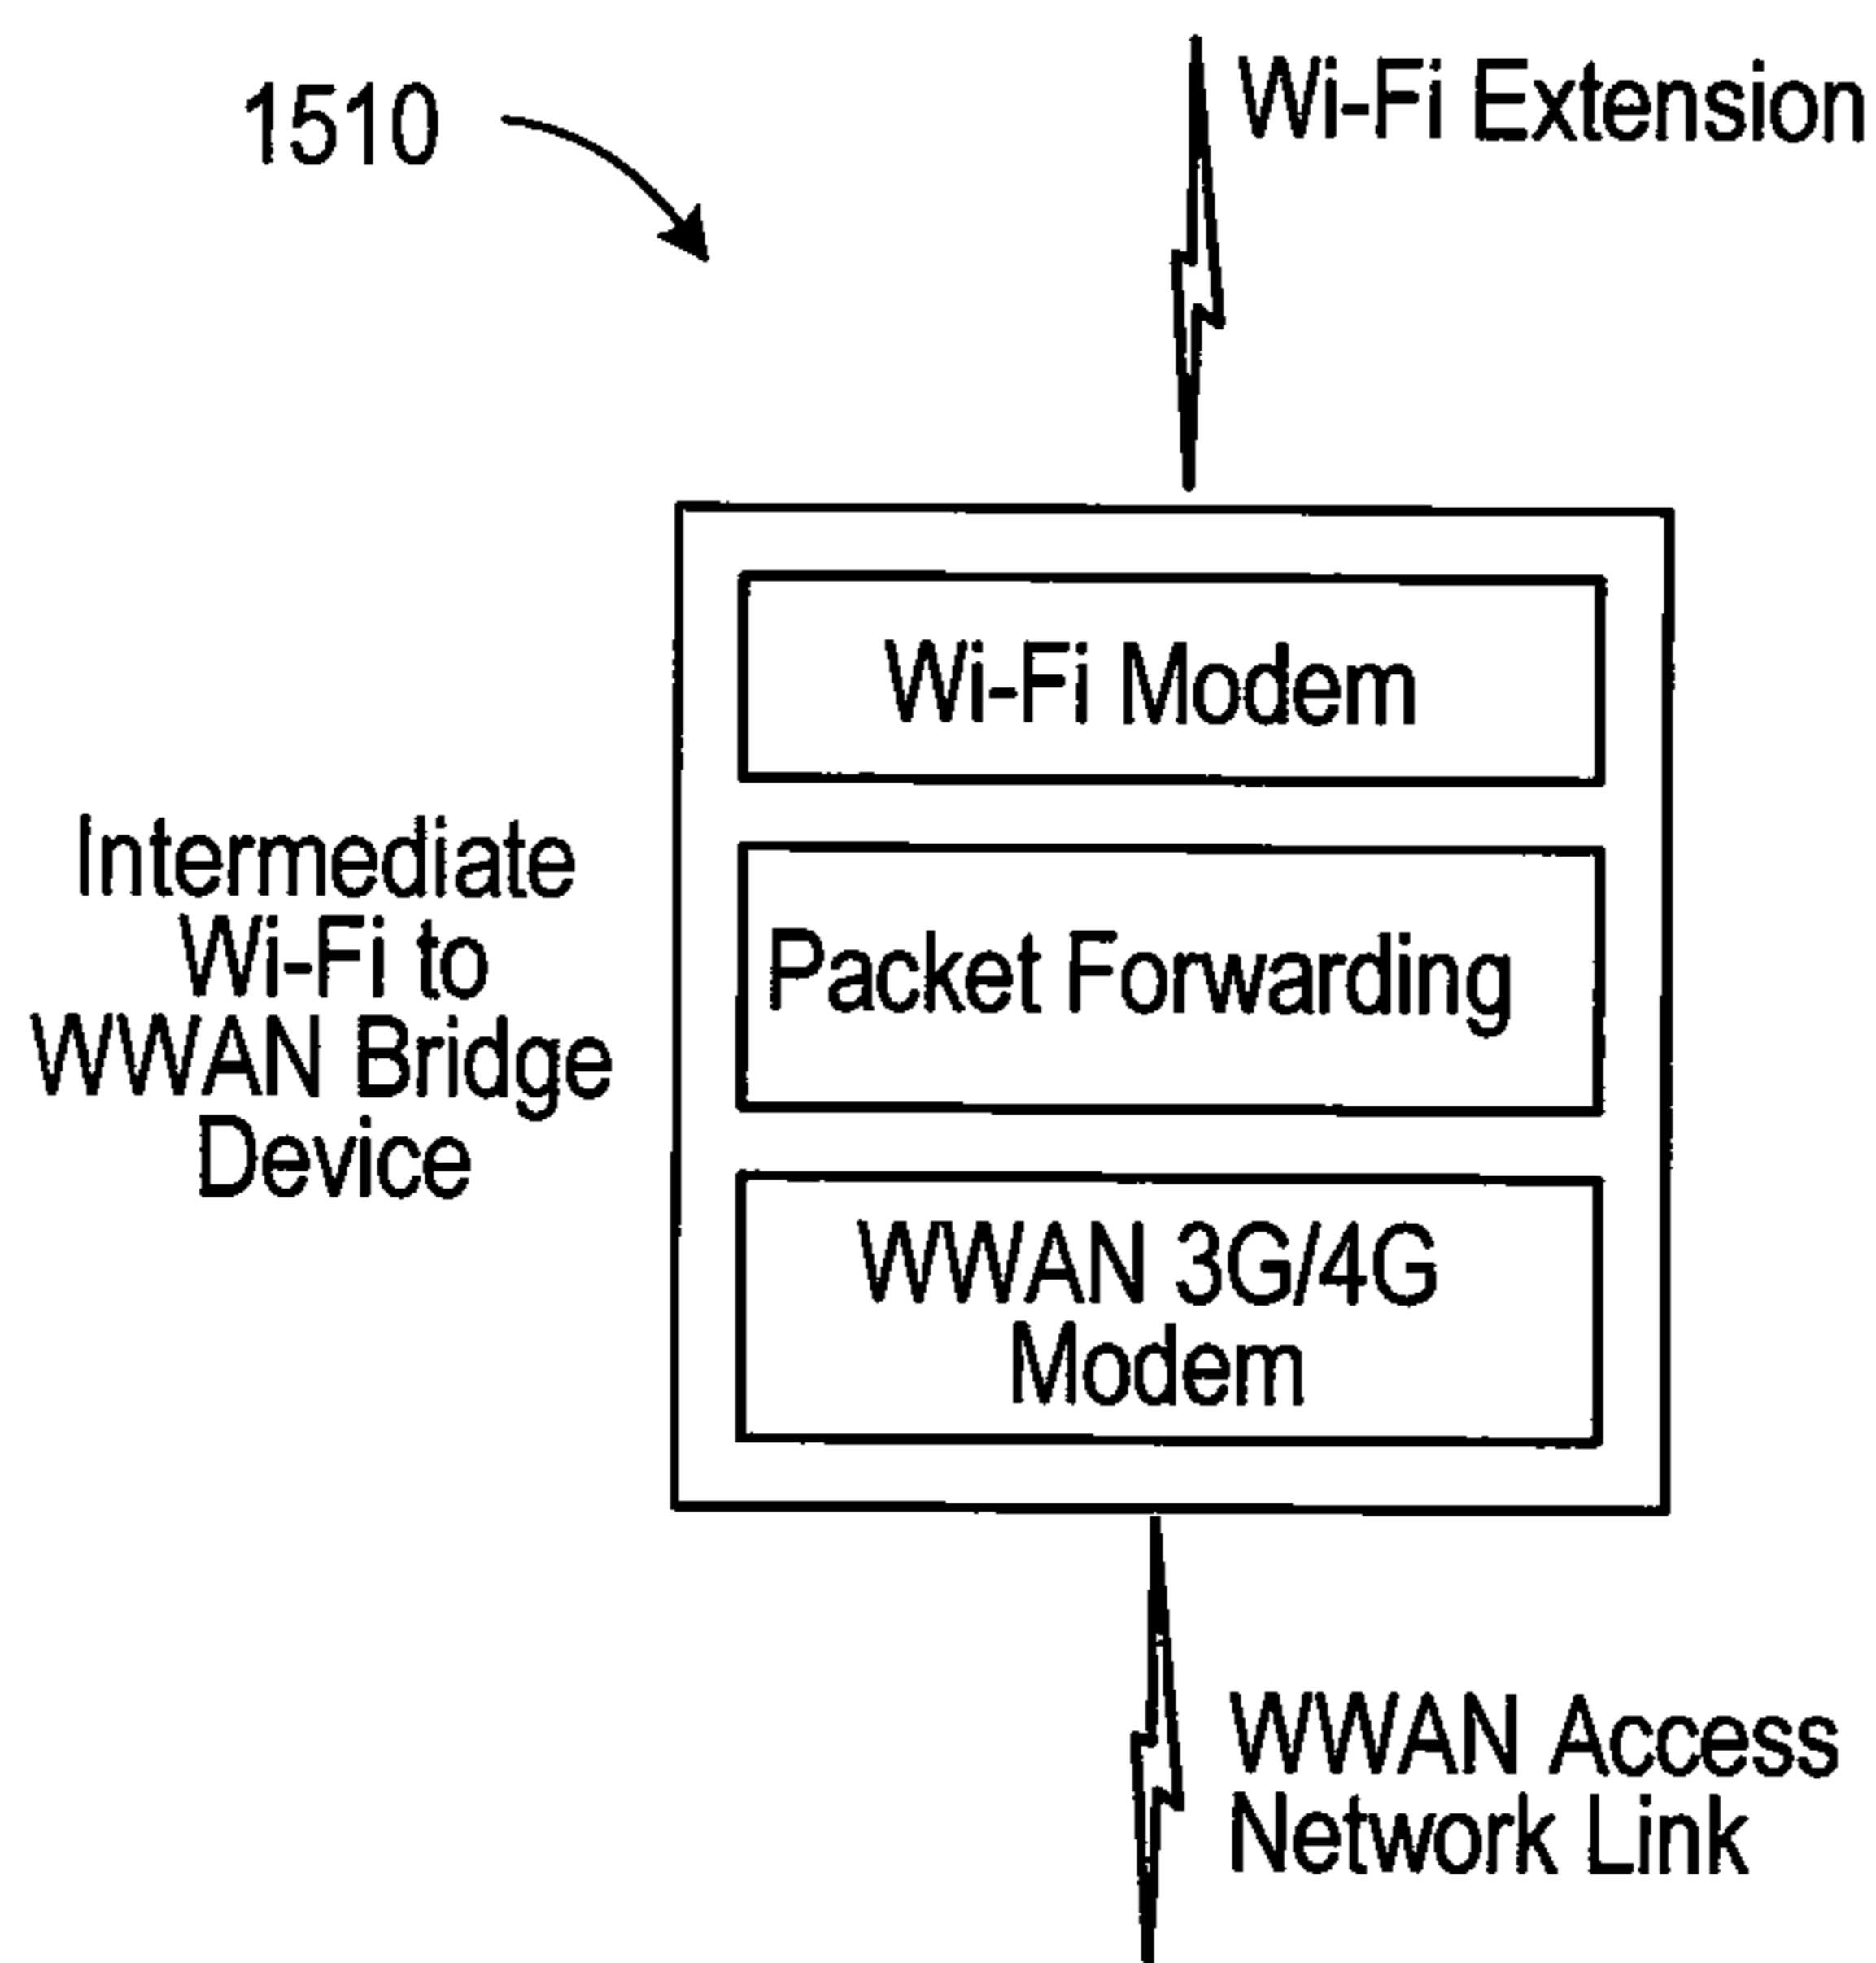 1510
Wi-Fi Extension
Wi-Fi Modem
Intermediate
Wi-Fi to
WWAN Bridge
Device
Packet Forwarding
WWAN 3G/4G
Modem
WWAN Access
Network Link